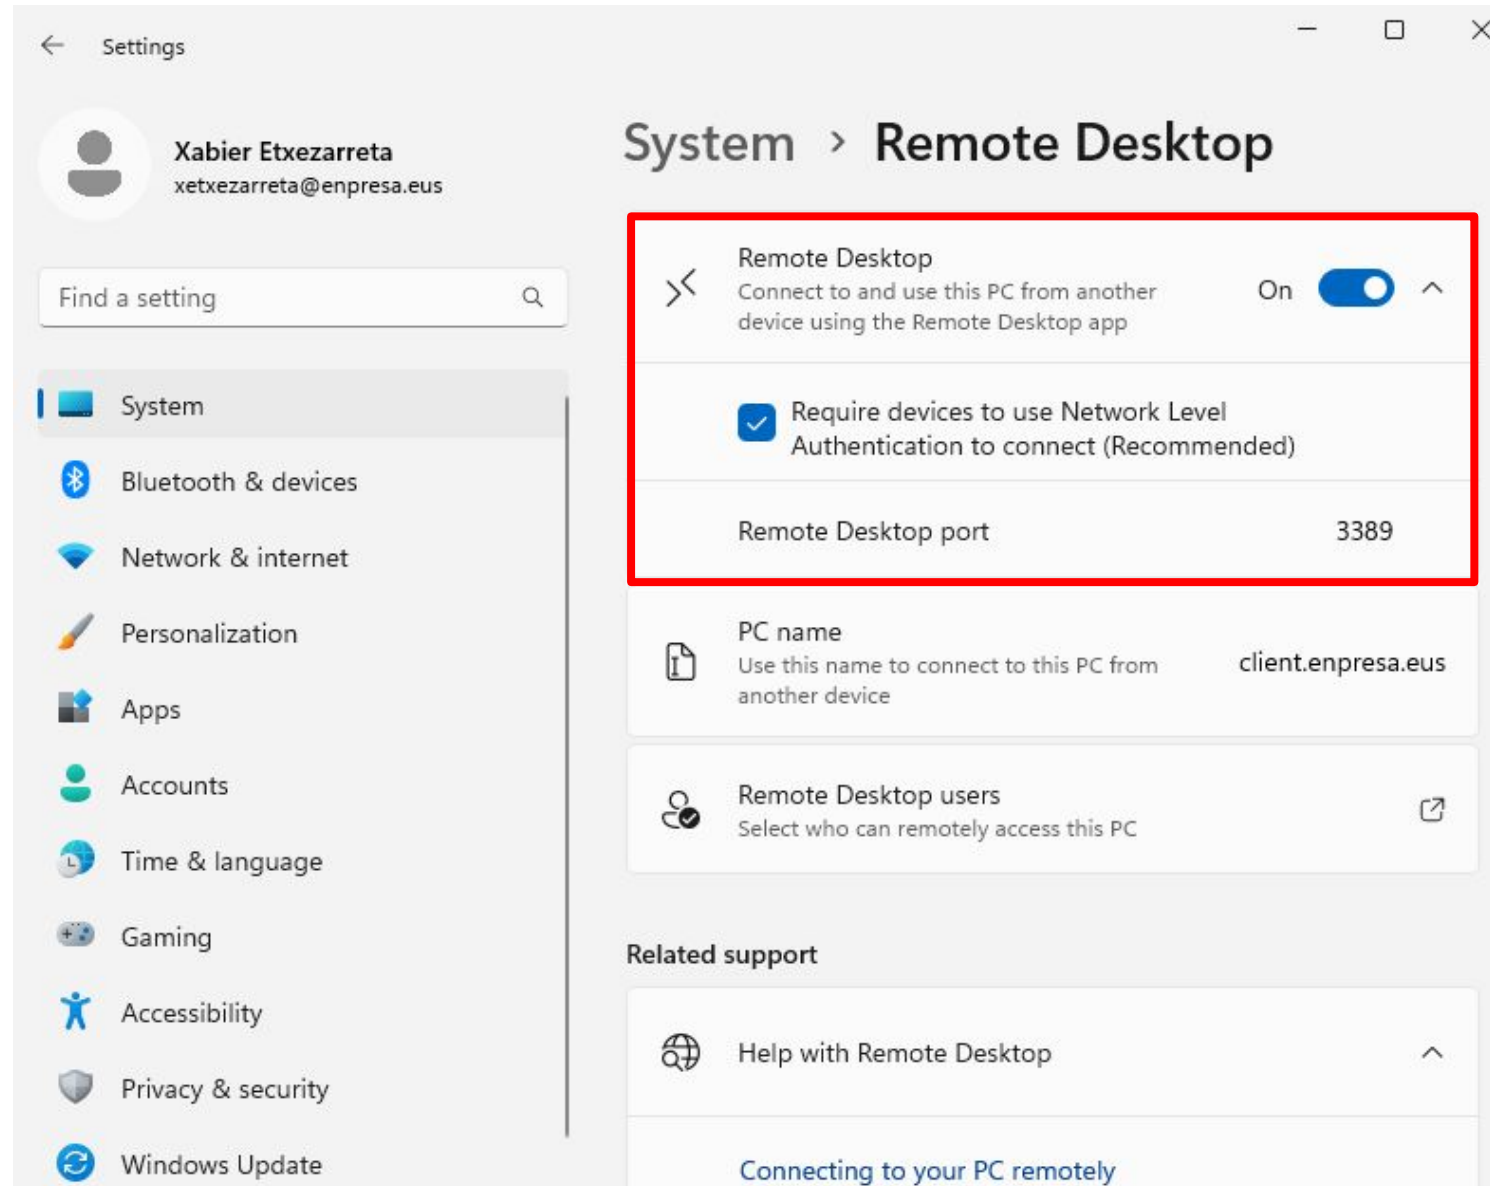 Settings
Xabier Etxezarreta
xetxezarreta@enpresa.eus
Find a setting
System
Bluetooth & devices
Network & internet
Personalization
Apps
Accounts
Time & language
Gaming
Accessibility
Privacy & security
Windows Update
System > Remote Desktop
Remote Desktop
Connect to and use this PC from another
device using the Remote Desktop app
On
Require devices to use Network Level
Authentication to connect (Recommended)
Remote Desktop port
3389
PC name
Use this name to connect to this PC from
another device
client.enpresa.eus
Remote Desktop users
Select who can remotely access this PC
Related support
Help with Remote Desktop
Connecting to your PC remotely